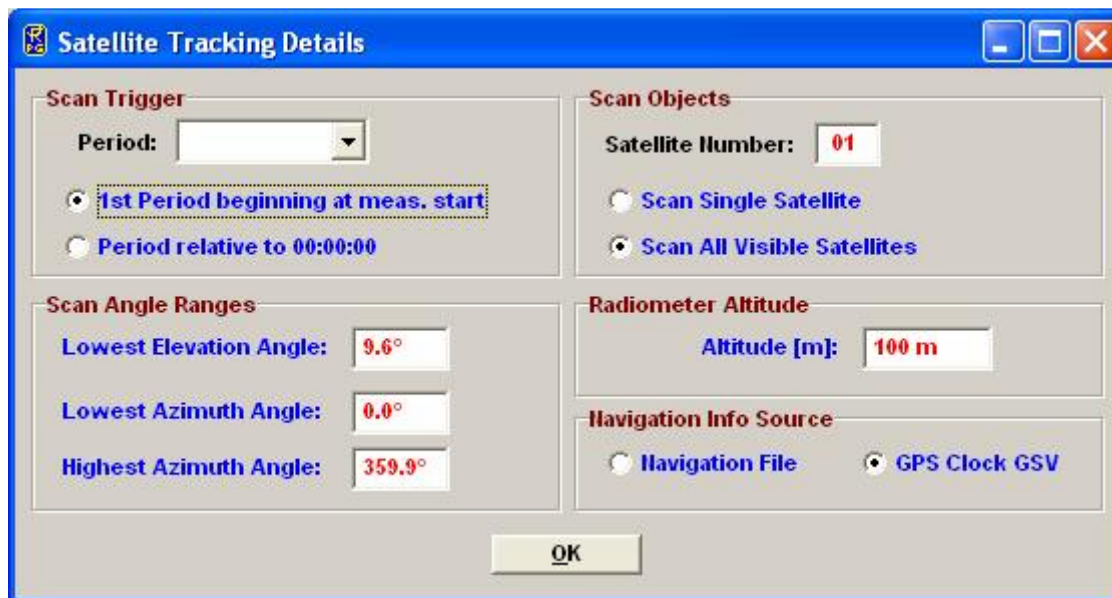 Satellite Tracking Details
Scan Trigger
Period:
1st Period beginning at meas. start
Period relative to 00:00:00
Scan Objects
Satellite Number: 01
Scan Single Satellite
Scan All Visible Satellites
Scan Angle Ranges
Lowest Elevation Angle: 9.6°
Lowest Azimuth Angle: 0.0°
Highest Azimuth Angle: 359.9°
Radiometer Altitude
Altitude [m]: 100 m
Navigation Info Source
Navigation File GPS Clock GSV
OK